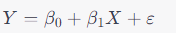 Y = β₀ + β₁X + ε